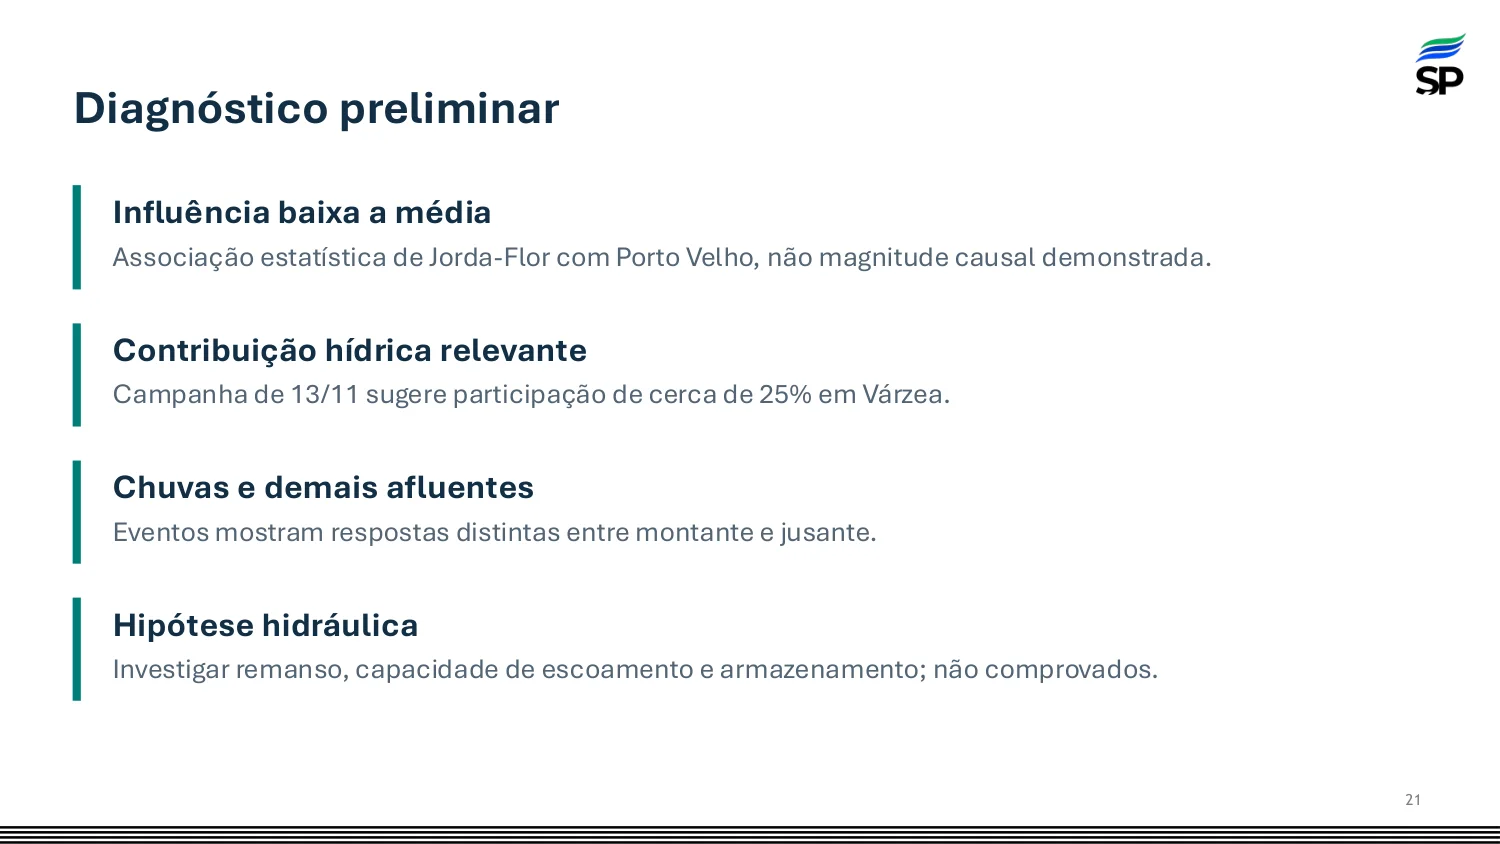 SP
Diagnóstico preliminar
Influência baixa a média
Associação estatística de Jorda-Flor com Porto Velho, não magnitude causal demonstrada.
Contribuição hídrica relevante
Campanha de 13/11 sugere participação de cerca de 25% em Várzea.
Chuvas e demais afluentes
Eventos mostram respostas distintas entre montante e jusante.
Hipótese hidráulica
Investigar remanso, capacidade de escoamento e armazenamento; não comprovados.
21